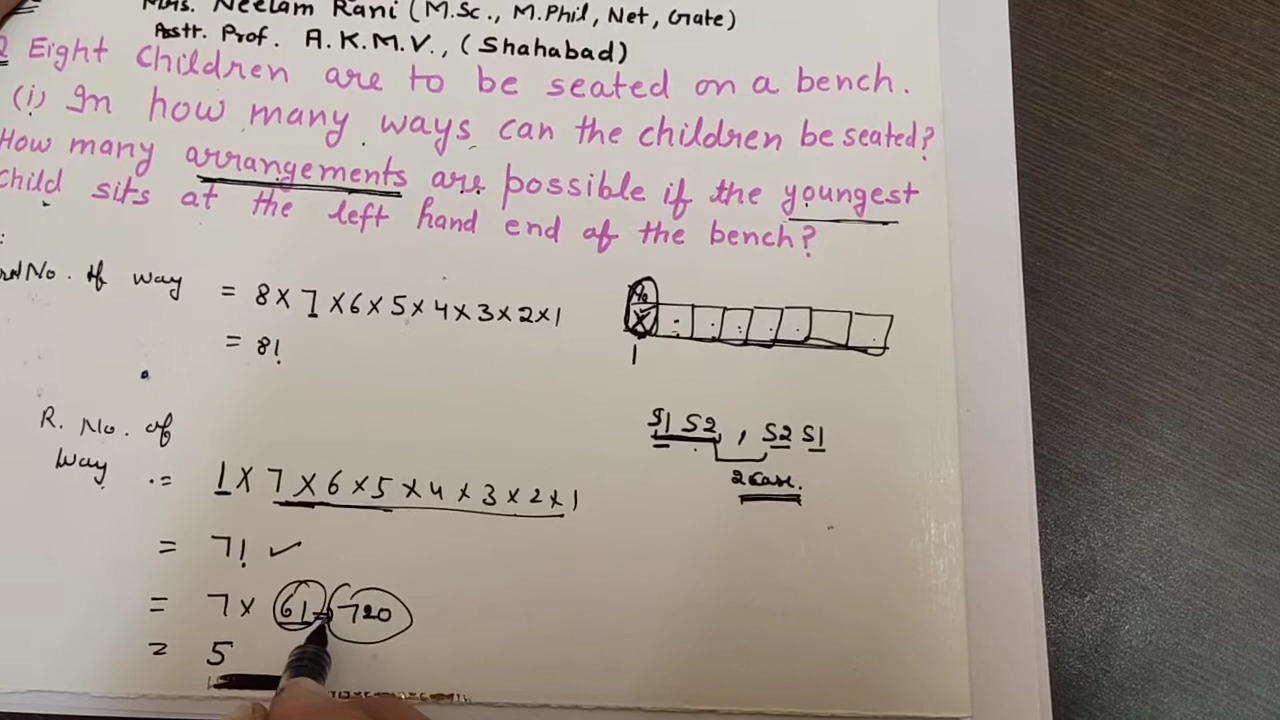 Mrs. Neelam Rani (M.Sc., M.Phil, Net, Gate)
Asstt. Prof. A.K.M.V., (Shahabad)
Q Eight children are to be seated on a bench.
(i) In how many ways can the children be seated?
How many arrangements are possible if the youngest
child sits at the left hand end of the bench?
No. of way = 8×7×6×5×4×3×2×1
= 8!
1
R. No. of
way = 1×7×6×5×4×3×2×1
S1 S2, S2 S1
2 Case.
= 7! ✓
= 7× 6! = 720
= 5